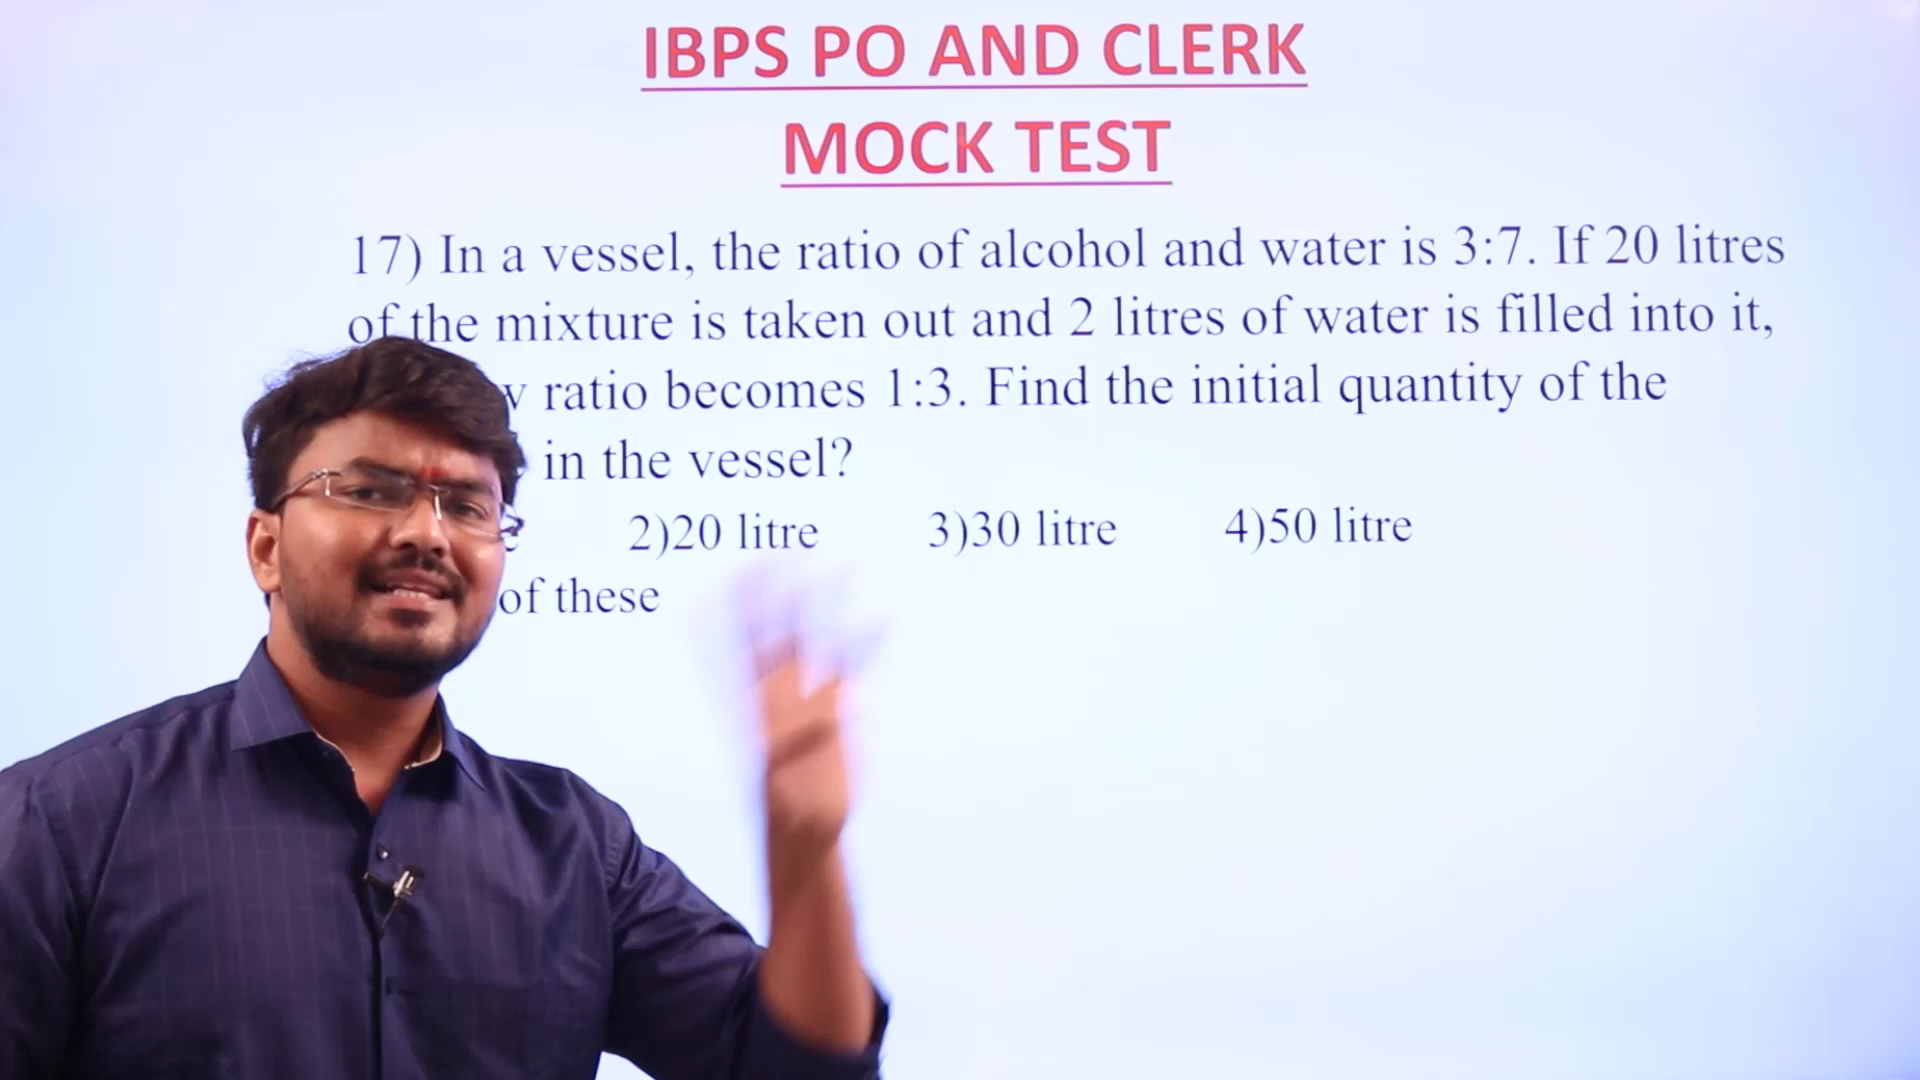 IBPS PO AND CLERK
MOCK TEST
17) In a vessel, the ratio of alcohol and water is 3:7. If 20 litres
of the mixture is taken out and 2 litres of water is filled into it,
ratio becomes 1:3. Find the initial quantity of the
in the vessel?
2)20 litre 3)30 litre 4)50 litre
of these